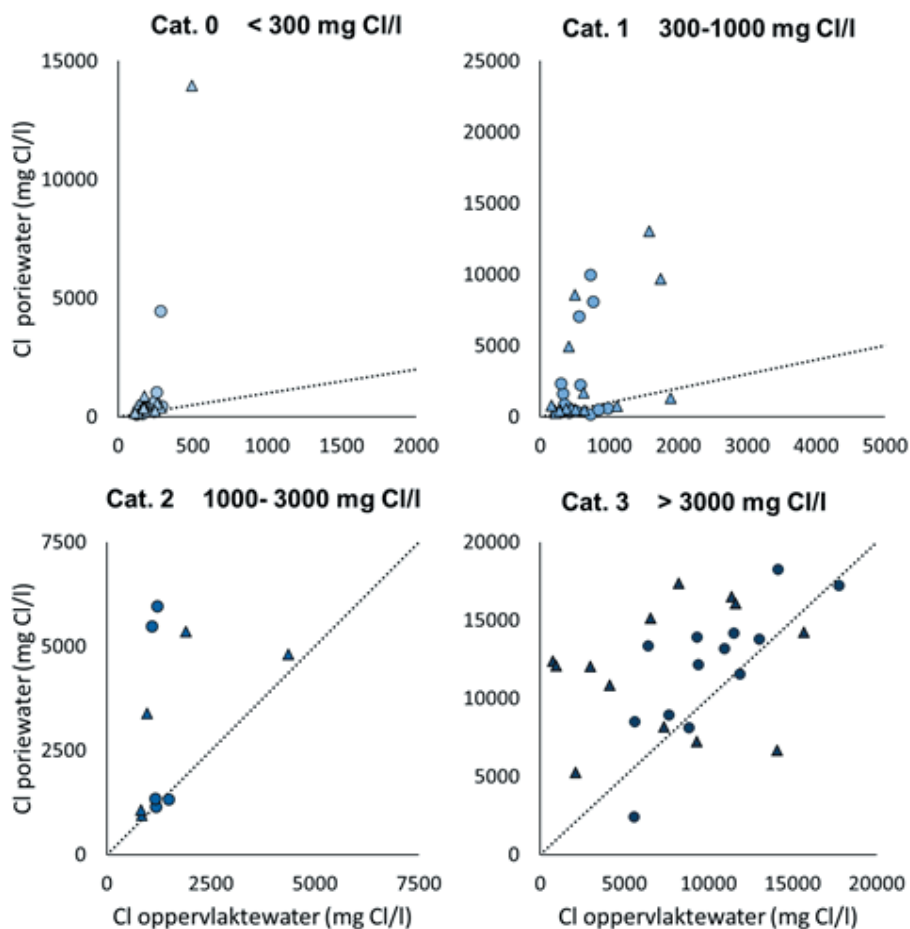 Cat. 0 < 300 mg Cl/l
Cl poriewater (mg Cl/l)
15000
10000
5000
0
0 500 1000 1500 2000
Cat. 1 300-1000 mg Cl/l
25000
20000
15000
10000
5000
0
0 1000 2000 3000 4000 5000
Cat. 2 1000- 3000 mg Cl/l
Cl poriewater (mg Cl/l)
7500
5000
2500
0
0 2500 5000 7500
Cl oppervlaktewater (mg Cl/l)
Cat. 3 > 3000 mg Cl/l
20000
15000
10000
5000
0
0 5000 10000 15000 20000
Cl oppervlaktewater (mg Cl/l)